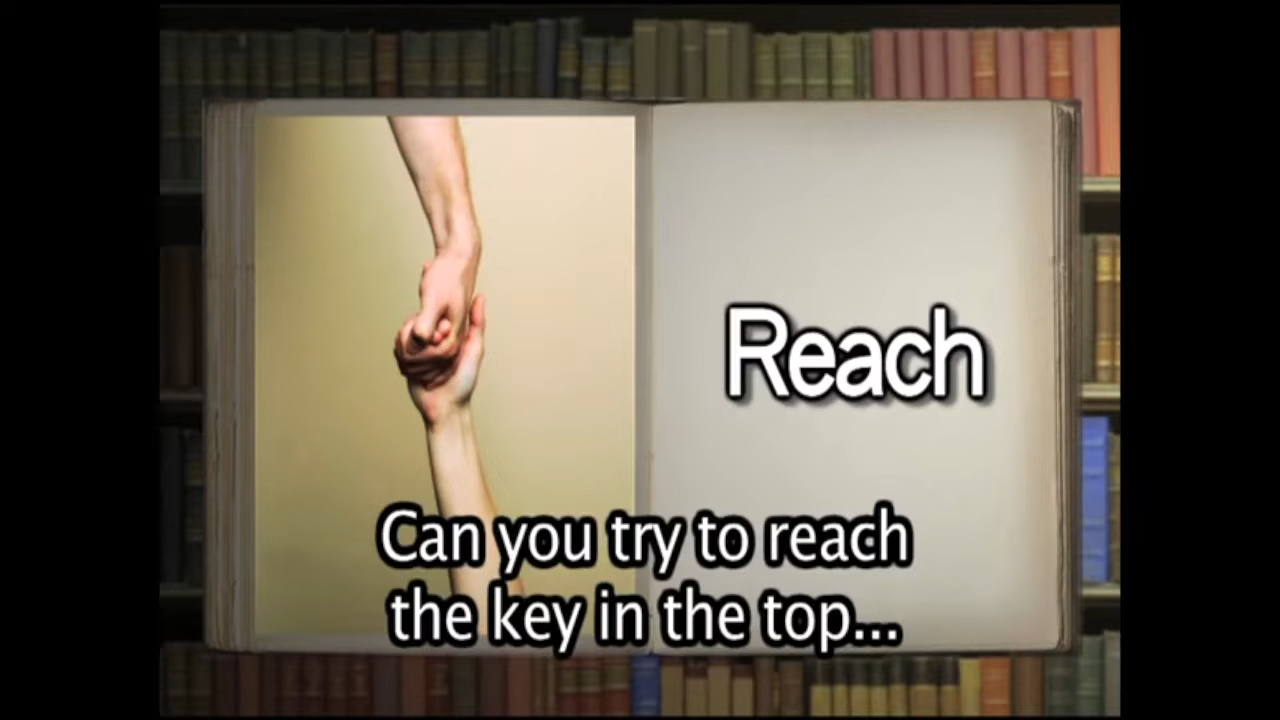 Reach
Can you try to reach
the key in the top...